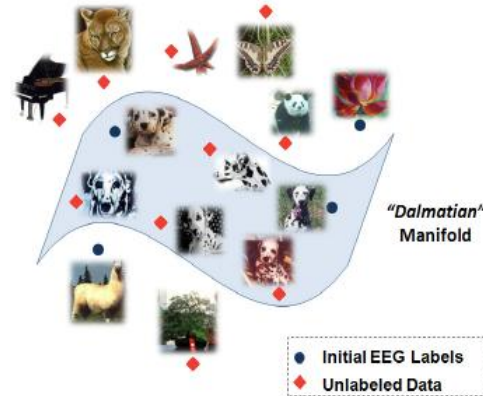 “Dalmatian”
Manifold
Initial EEG Labels
Unlabeled Data